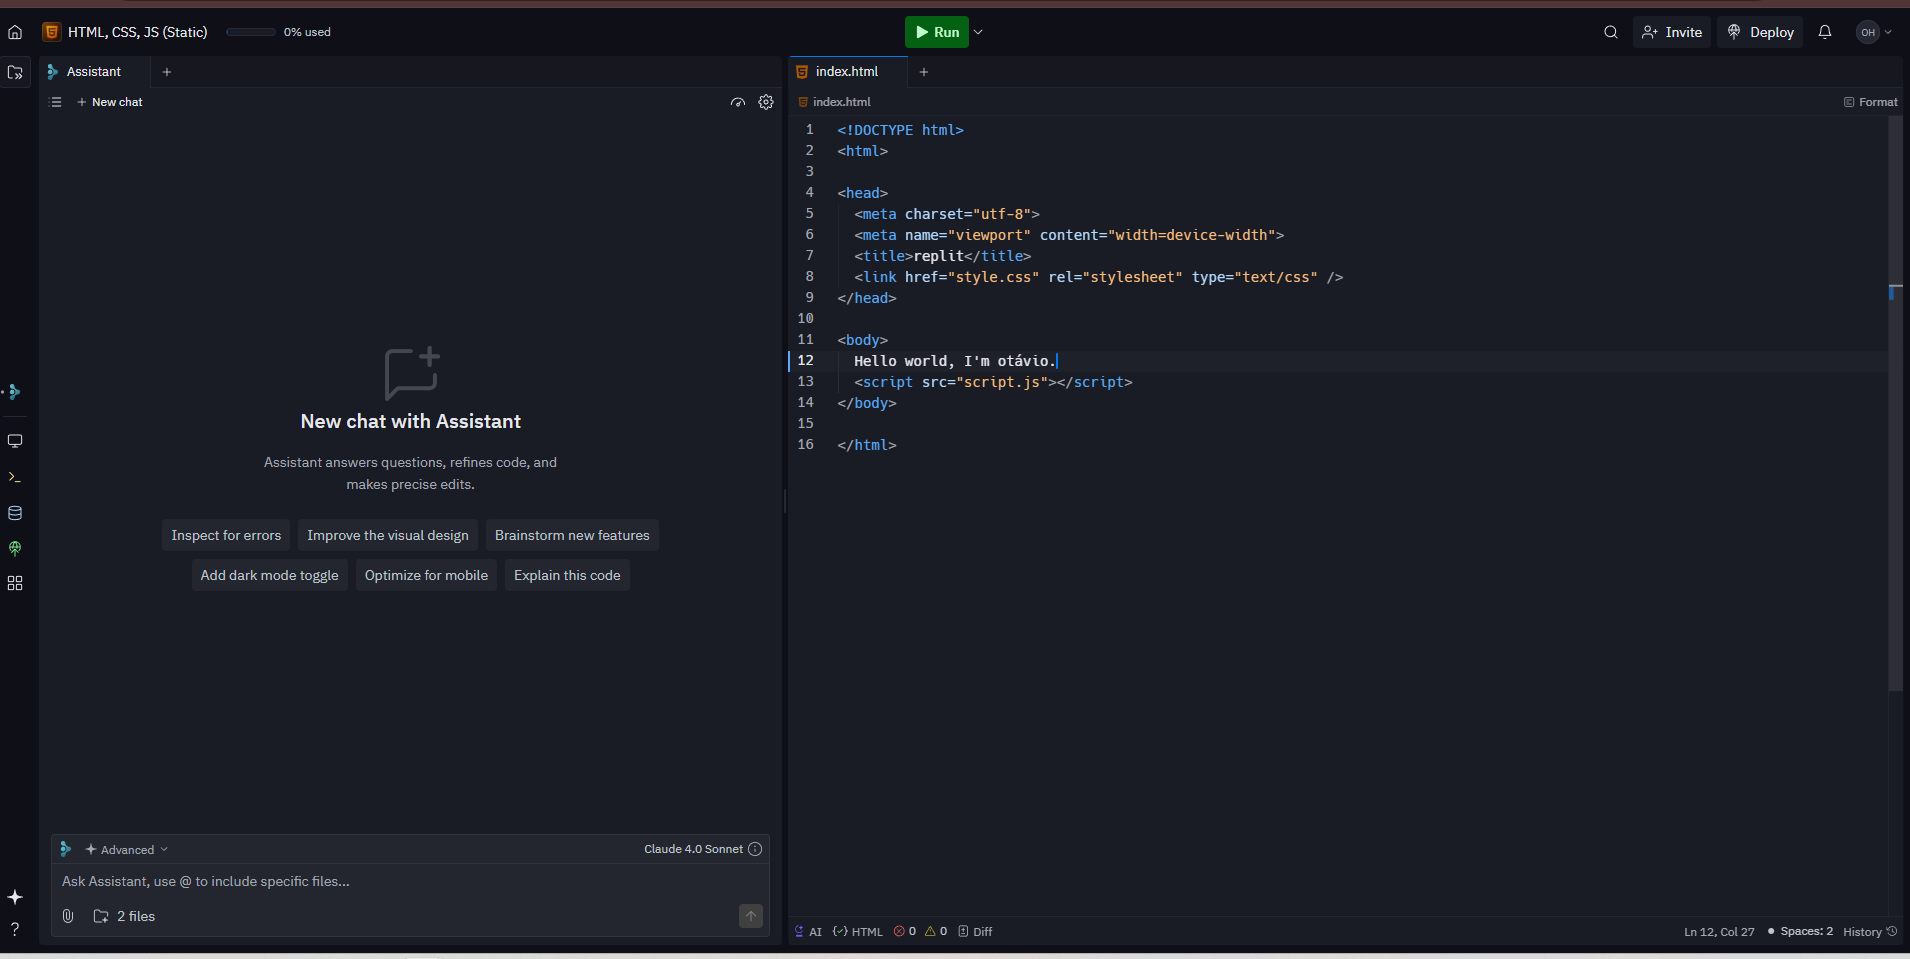 HTML, CSS, JS (Static) 0% used Run Invite Deploy OH
Assistant
New chat
New chat with Assistant
Assistant answers questions, refines code, and
makes precise edits.
Inspect for errors Improve the visual design Brainstorm new features
Add dark mode toggle Optimize for mobile Explain this code
Advanced Claude 4.0 Sonnet
Ask Assistant, use @ to include specific files...
2 files
?
index.html
index.html Format
1 <!DOCTYPE html>
2 <html>
3
4 <head>
5 <meta charset="utf-8">
6 <meta name="viewport" content="width=device-width">
7 <title>replit</title>
8 <link href="style.css" rel="stylesheet" type="text/css" />
9 </head>
10
11 <body>
12 Hello world, I'm otávio.
13 <script src="script.js"></script>
14 </body>
15
16 </html>
AI HTML 0 0 Diff Ln 12, Col 27 Spaces: 2 History